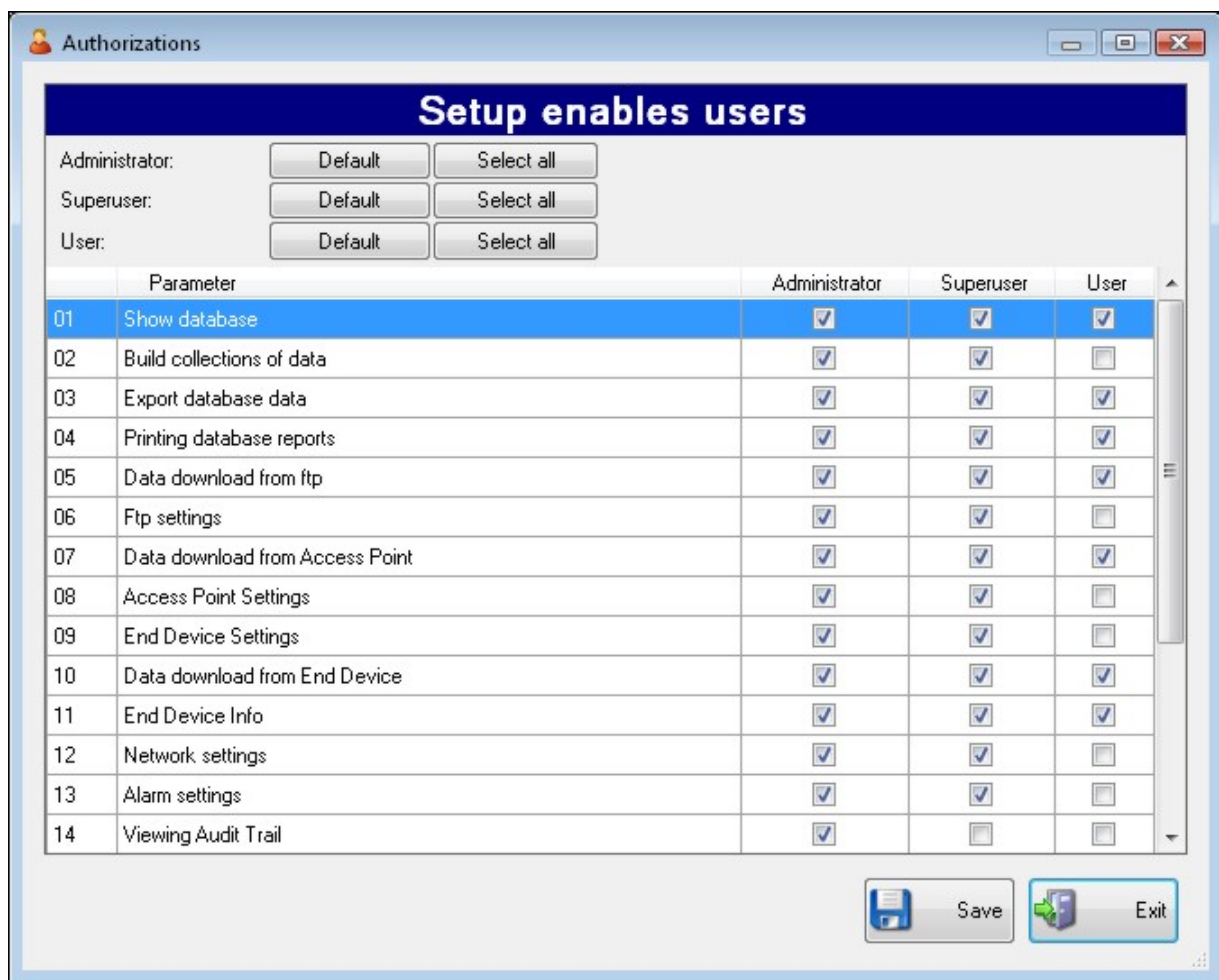 Authorizations
Setup enables users
Administrator: Default Select all
Superuser: Default Select all
User: Default Select all
Parameter Administrator Superuser User
01 Show database
02 Build collections of data
03 Export database data
04 Printing database reports
05 Data download from ftp
06 Ftp settings
07 Data download from Access Point
08 Access Point Settings
09 End Device Settings
10 Data download from End Device
11 End Device Info
12 Network settings
13 Alarm settings
14 Viewing Audit Trail
Save Exit